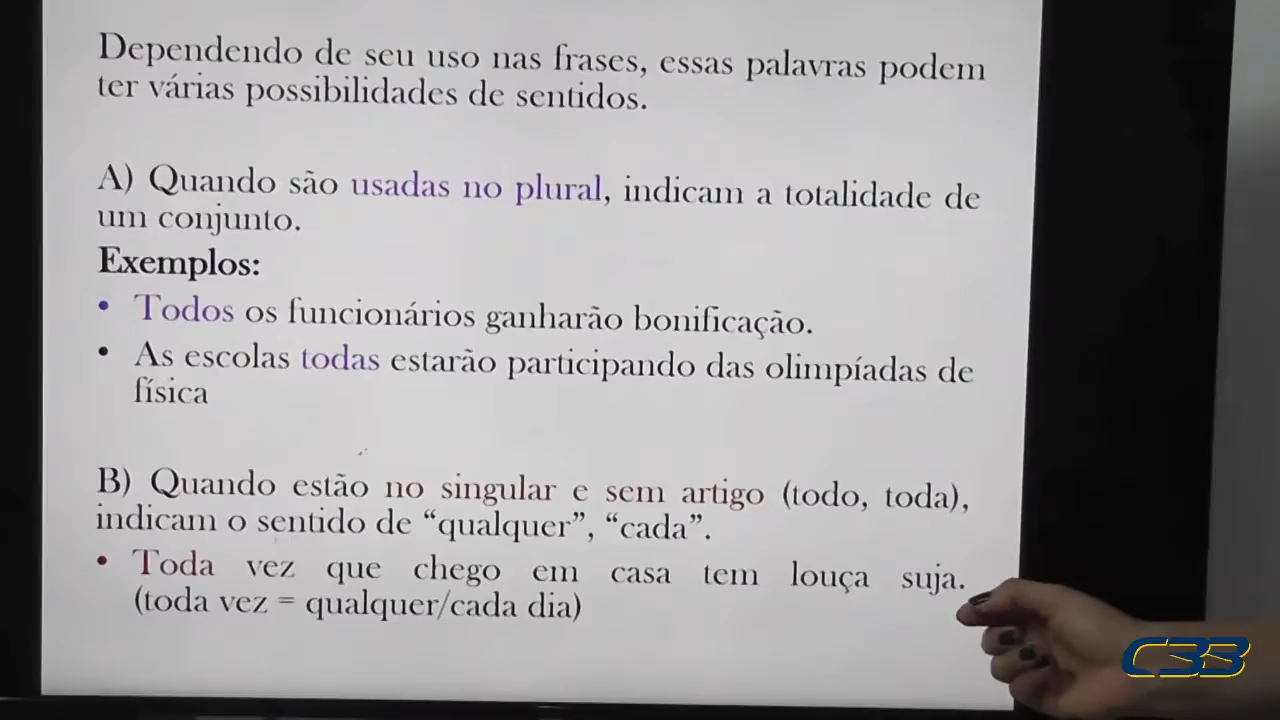 Dependendo de seu uso nas frases, essas palavras podem
ter várias possibilidades de sentidos.
A) Quando são usadas no plural, indicam a totalidade de
um conjunto.
Exemplos:
• Todos os funcionários ganharão bonificação.
• As escolas todas estarão participando das olimpíadas de
física
B) Quando estão no singular e sem artigo (todo, toda),
indicam o sentido de “qualquer”, “cada”.
• Toda vez que chego em casa tem louça suja.
(toda vez = qualquer/cada dia)
C33